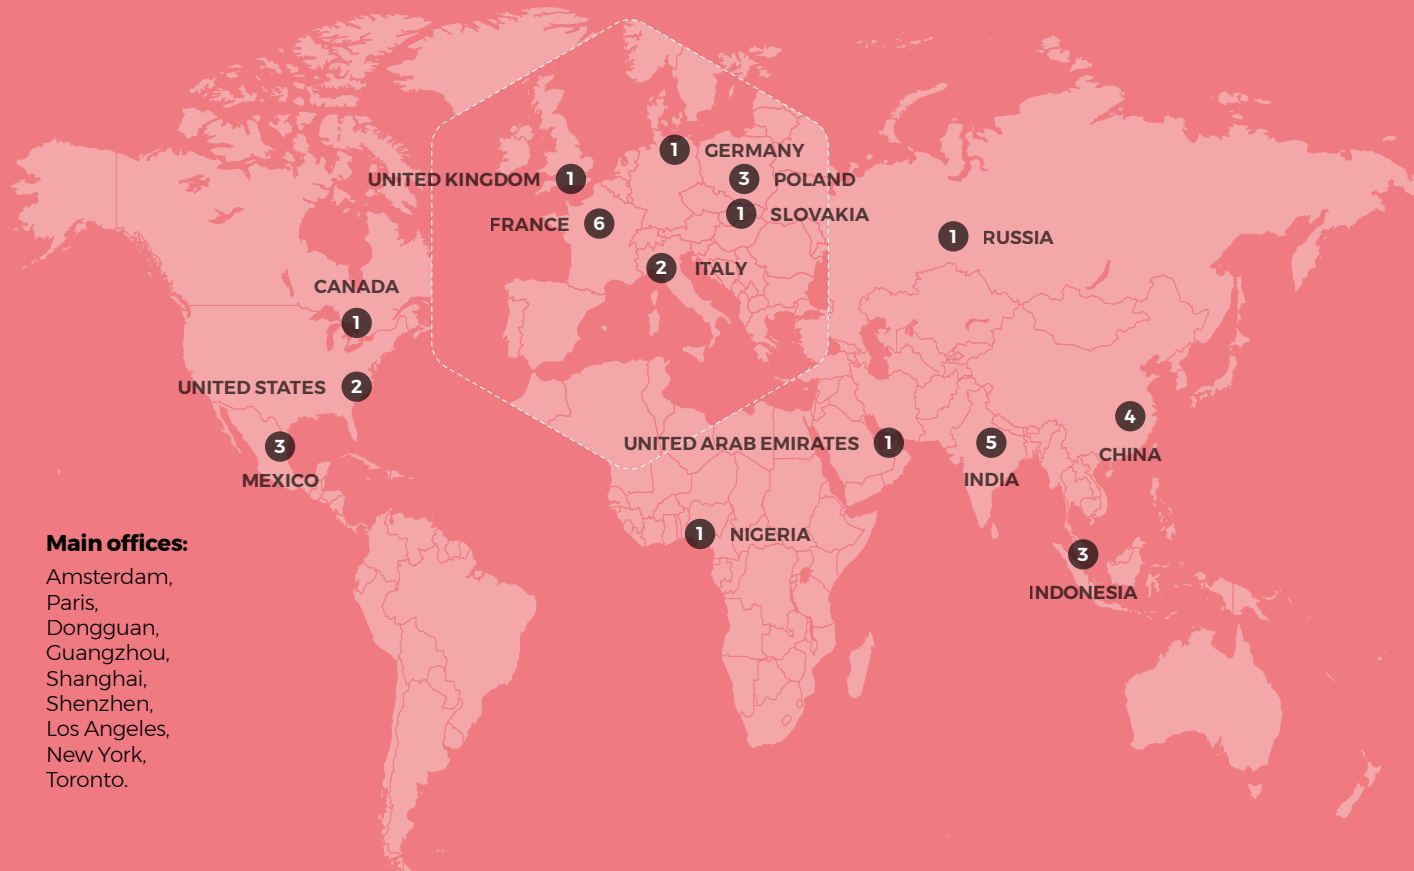 1 GERMANY
UNITED KINGDOM 1
3 POLAND
1 SLOVAKIA
FRANCE 6
1 RUSSIA
2 ITALY
CANADA
1
UNITED STATES 2
4
CHINA
3
MEXICO
UNITED ARAB EMIRATES 1
5
INDIA
1 NIGERIA
3
INDONESIA
Main offices:
Amsterdam,
Paris,
Dongguan,
Guangzhou,
Shanghai,
Shenzhen,
Los Angeles,
New York,
Toronto.